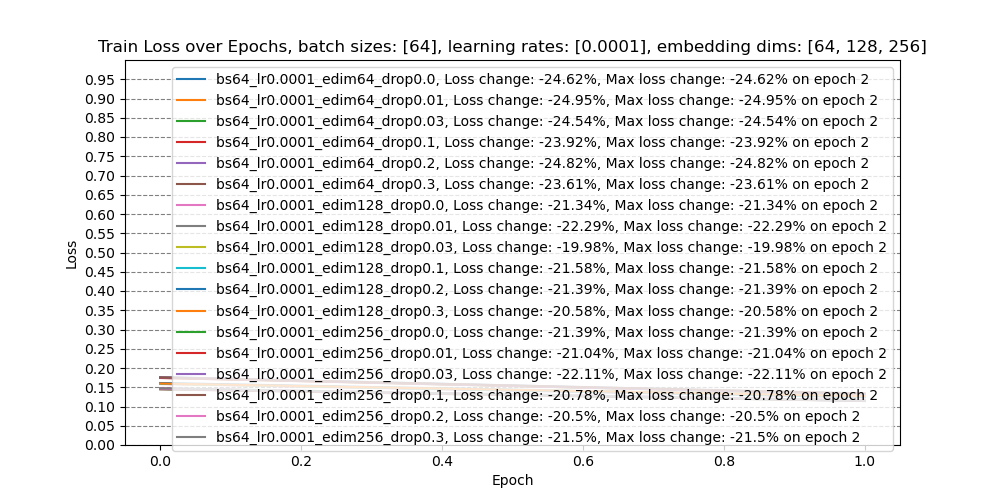 Train Loss over Epochs, batch sizes: [64], learning rates: [0.0001], embedding dims: [64, 128, 256]
bs64_lr0.0001_edim64_drop0.0, Loss change: -24.62%, Max loss change: -24.62% on epoch 2
bs64_lr0.0001_edim64_drop0.01, Loss change: -24.95%, Max loss change: -24.95% on epoch 2
bs64_lr0.0001_edim64_drop0.03, Loss change: -24.54%, Max loss change: -24.54% on epoch 2
bs64_lr0.0001_edim64_drop0.1, Loss change: -23.92%, Max loss change: -23.92% on epoch 2
bs64_lr0.0001_edim64_drop0.2, Loss change: -24.82%, Max loss change: -24.82% on epoch 2
bs64_lr0.0001_edim64_drop0.3, Loss change: -23.61%, Max loss change: -23.61% on epoch 2
bs64_lr0.0001_edim128_drop0.0, Loss change: -21.34%, Max loss change: -21.34% on epoch 2
bs64_lr0.0001_edim128_drop0.01, Loss change: -22.29%, Max loss change: -22.29% on epoch 2
bs64_lr0.0001_edim128_drop0.03, Loss change: -19.98%, Max loss change: -19.98% on epoch 2
bs64_lr0.0001_edim128_drop0.1, Loss change: -21.58%, Max loss change: -21.58% on epoch 2
bs64_lr0.0001_edim128_drop0.2, Loss change: -21.39%, Max loss change: -21.39% on epoch 2
bs64_lr0.0001_edim128_drop0.3, Loss change: -20.58%, Max loss change: -20.58% on epoch 2
bs64_lr0.0001_edim256_drop0.0, Loss change: -21.39%, Max loss change: -21.39% on epoch 2
bs64_lr0.0001_edim256_drop0.01, Loss change: -21.04%, Max loss change: -21.04% on epoch 2
bs64_lr0.0001_edim256_drop0.03, Loss change: -22.11%, Max loss change: -22.11% on epoch 2
bs64_lr0.0001_edim256_drop0.1, Loss change: -20.78%, Max loss change: -20.78% on epoch 2
bs64_lr0.0001_edim256_drop0.2, Loss change: -20.5%, Max loss change: -20.5% on epoch 2
bs64_lr0.0001_edim256_drop0.3, Loss change: -21.5%, Max loss change: -21.5% on epoch 2
0.95
0.90
0.85
0.80
0.75
0.70
0.65
0.60
0.55
0.50
0.45
0.40
0.35
0.30
0.25
0.20
0.15
0.10
0.05
0.00
Loss
0.0 0.2 0.4 0.6 0.8 1.0
Epoch